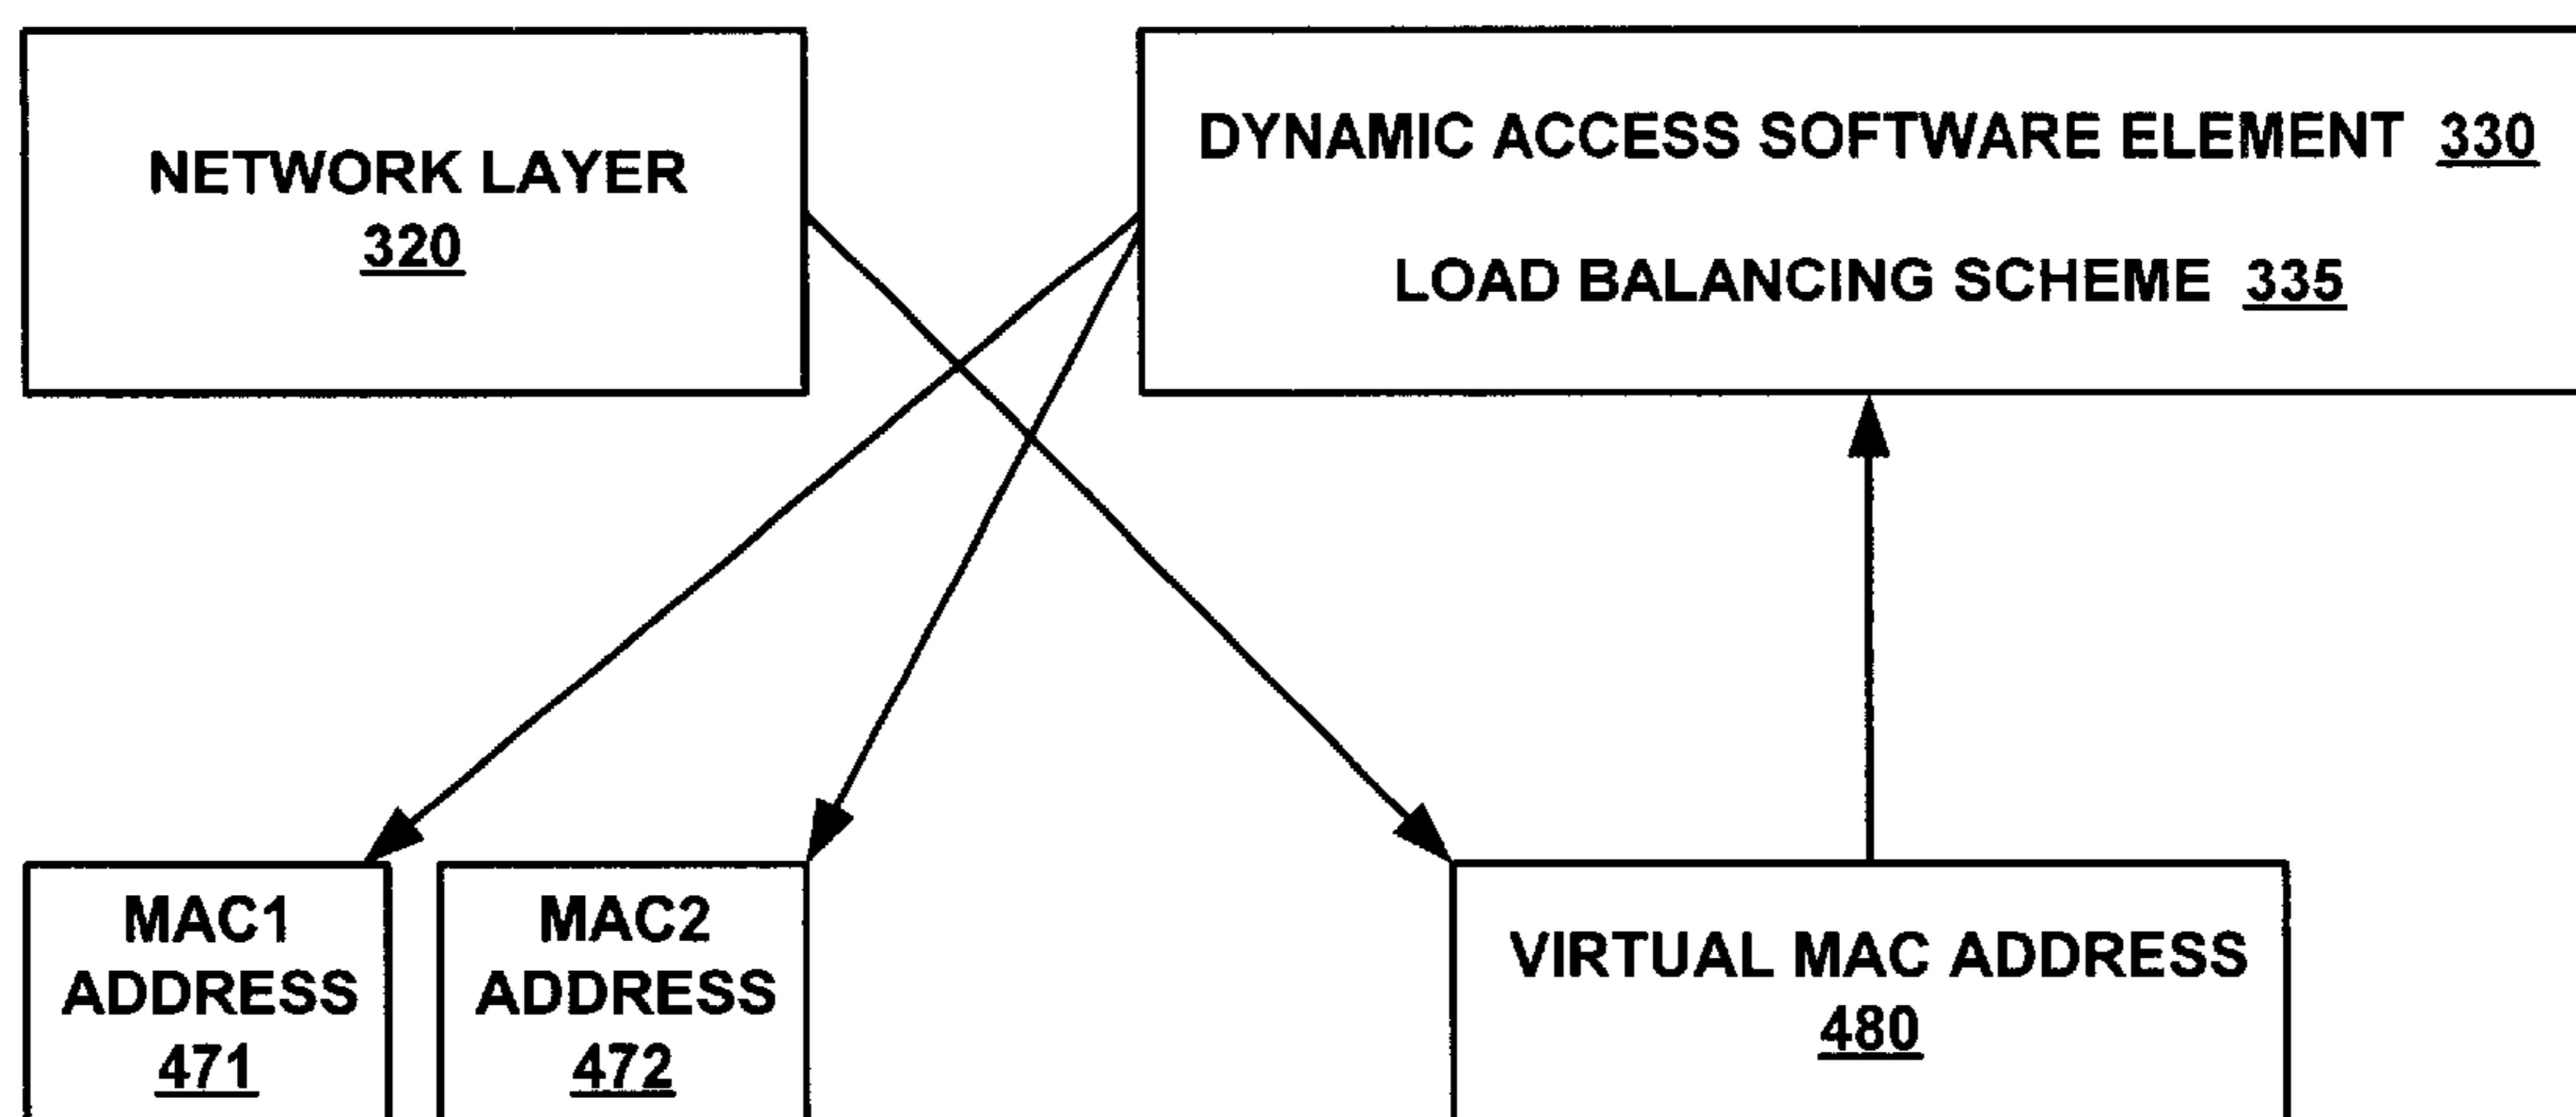 NETWORK LAYER
320
DYNAMIC ACCESS SOFTWARE ELEMENT 330
LOAD BALANCING SCHEME 335
MAC1
ADDRESS
471
MAC2
ADDRESS
472
VIRTUAL MAC ADDRESS
480